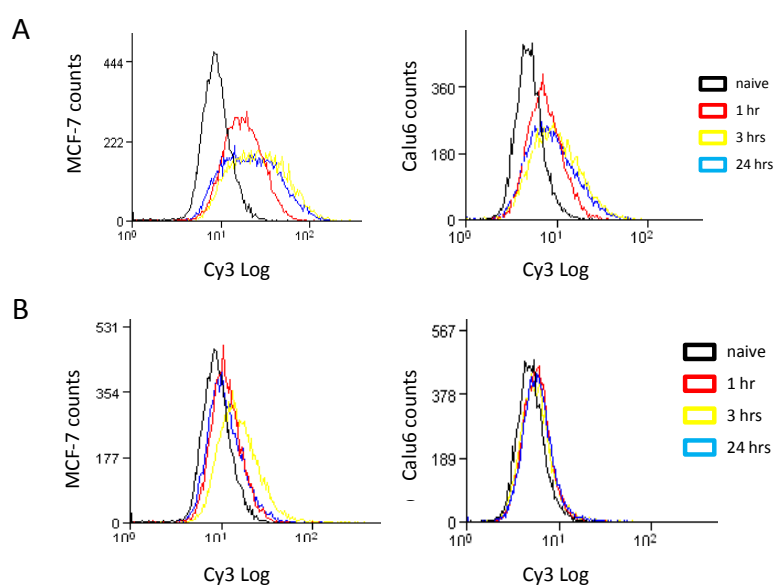 A
MCF-7 counts
444
222
0
10⁰
10¹
10²
Cy3 Log
Calu6 counts
360
180
0
10⁰
10¹
10²
Cy3 Log
naive
1 hr
3 hrs
24 hrs
B
MCF-7 counts
531
354
177
0
10⁰
10¹
10²
Cy3 Log
Calu6 counts
567
378
189
0
10⁰
10¹
10²
Cy3 Log
naive
1 hr
3 hrs
24 hrs